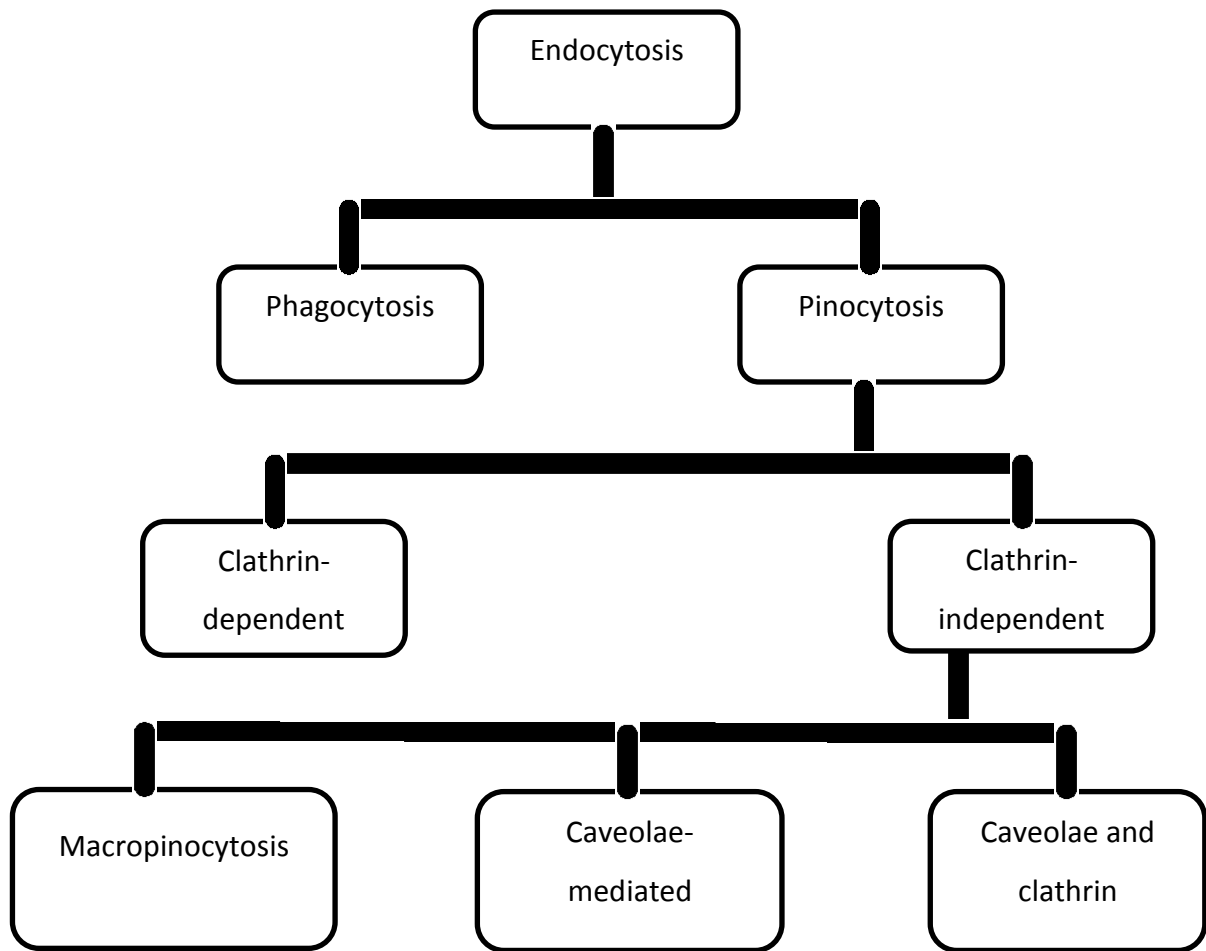 Endocytosis
Phagocytosis
Pinocytosis
Clathrin-
dependent
Clathrin-
independent
Macropinocytosis
Caveolae-
mediated
Caveolae and
clathrin